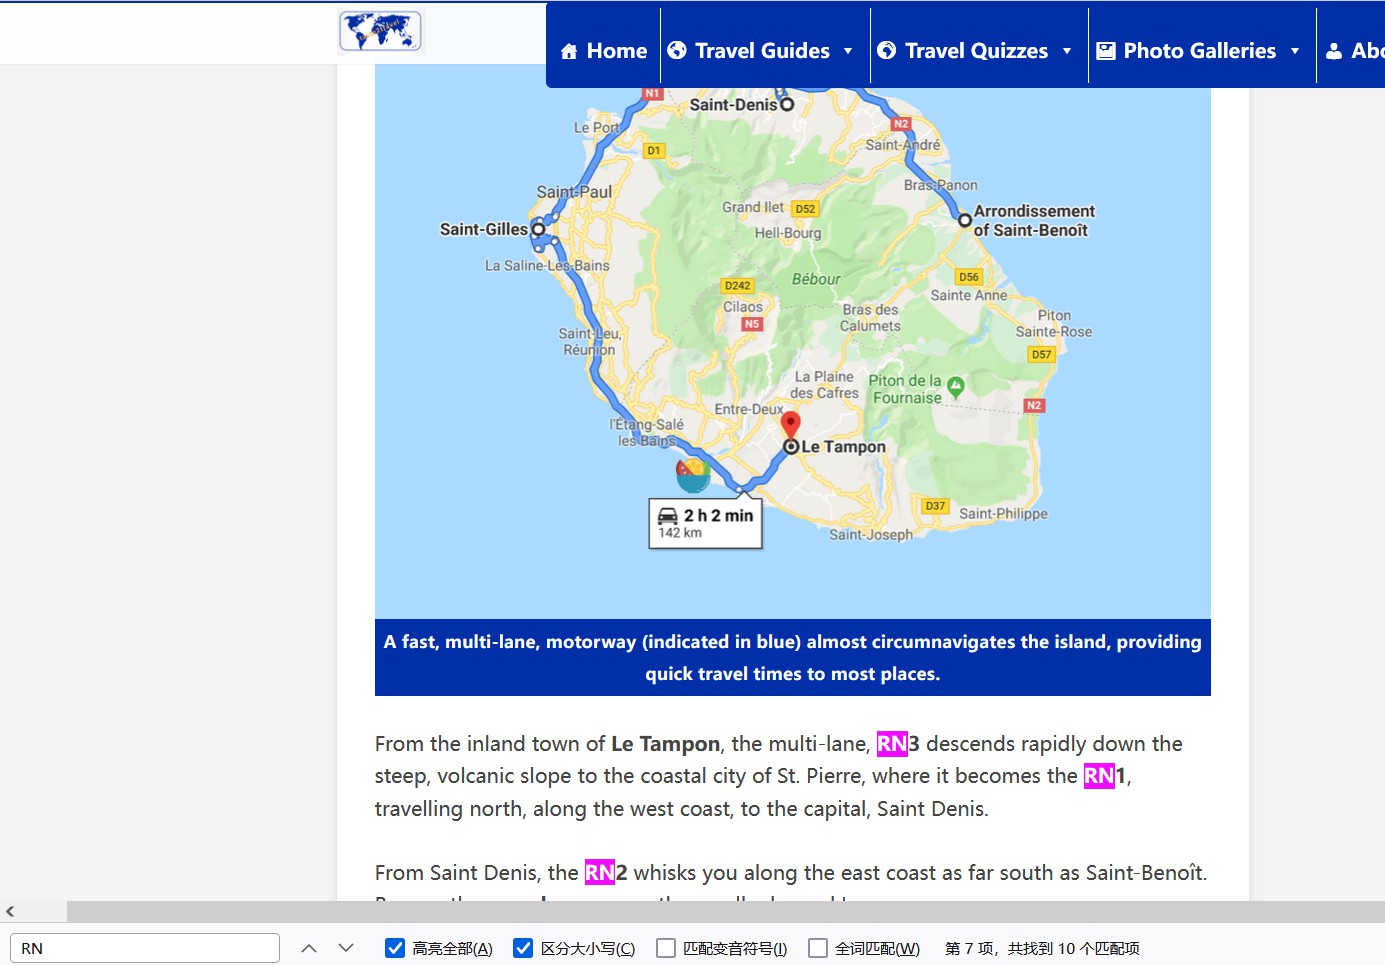 Home
Travel Guides
Travel Quizzes
Photo Galleries
Abo
N1
Saint-Denis
N2
Le Port
Saint-André
D1
Bras-Panon
Saint-Paul
Grand Ilet
D52
Arrondissement
of Saint-Benoît
Saint-Gilles
Hell-Bourg
La Saline-Les-Bains
Bébour
D56
D242
Sainte Anne
Cilaos
Bras des
Calumets
Piton
Sainte-Rose
N5
Saint-Leu,
Réunion
D57
La Plaine
des Cafres
Piton de la
Fournaise
N2
Entre-Deux
l'Étang-Salé
les Bains
Le Tampon
2 h 2 min
142 km
D37
Saint-Philippe
Saint-Joseph
A fast, multi-lane, motorway (indicated in blue) almost circumnavigates the island, providing
quick travel times to most places.
From the inland town of Le Tampon, the multi-lane, RN3 descends rapidly down the
steep, volcanic slope to the coastal city of St. Pierre, where it becomes the RN1,
travelling north, along the west coast, to the capital, Saint Denis.
From Saint Denis, the RN2 whisks you along the east coast as far south as Saint-Benoît.
RN
高亮全部(A)
区分大小写(C)
匹配变音符号(I)
全词匹配(W)
第 7 项，共找到 10 个匹配项